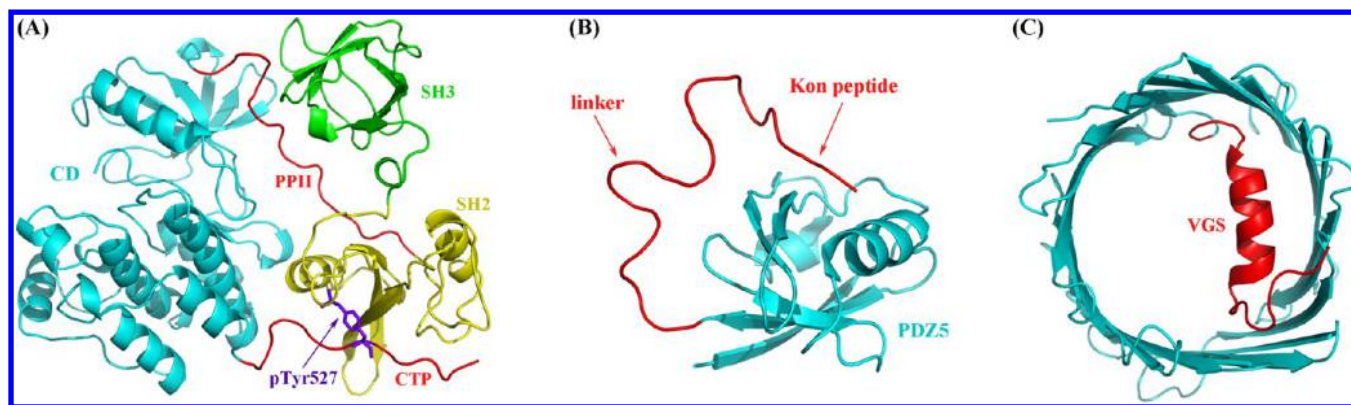 (A)
SH3
CD
PPII
SH2
pTyr527
CTP
(B)
linker
Kon peptide
PDZ5
(C)
VGS